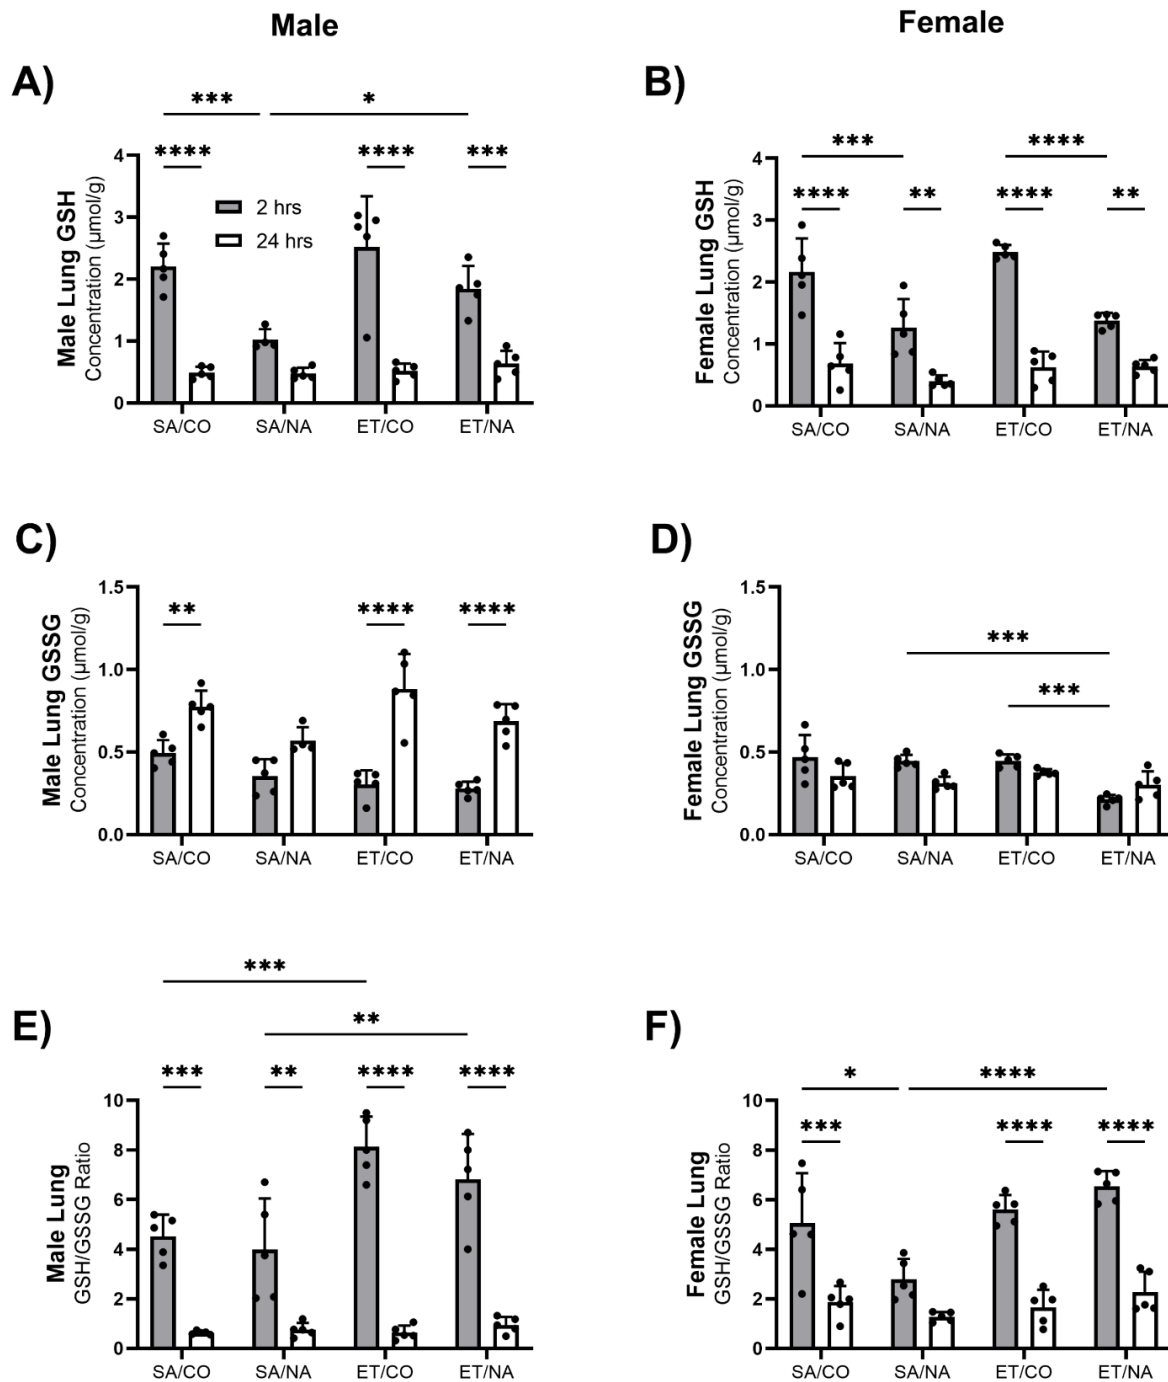 Male
Female
A)
*** *
**** **** ***
Male Lung GSH
Concentration (µmol/g)
4
3
2
1
0
2 hrs
24 hrs
SA/CO SA/NA ET/CO ET/NA
B)
*** ****
**** ** **** **
Female Lung GSH
Concentration (µmol/g)
4
3
2
1
0
SA/CO SA/NA ET/CO ET/NA
C)
** **** ****
Male Lung GSSG
Concentration (µmol/g)
1.5
1.0
0.5
0.0
SA/CO SA/NA ET/CO ET/NA
D)
***
***
Female Lung GSSG
Concentration (µmol/g)
1.5
1.0
0.5
0.0
SA/CO SA/NA ET/CO ET/NA
E)
***
**
*** ** **** ****
Male Lung
GSH/GSSG Ratio
10
8
6
4
2
0
SA/CO SA/NA ET/CO ET/NA
F)
* ****
*** **** ****
Female Lung
GSH/GSSG Ratio
10
8
6
4
2
0
SA/CO SA/NA ET/CO ET/NA